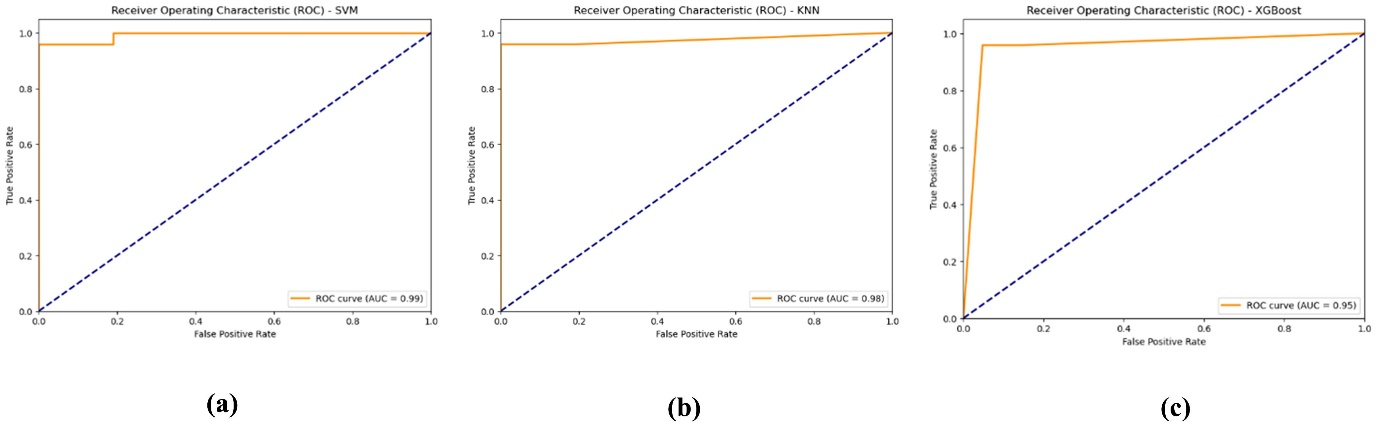 Receiver Operating Characteristic (ROC) - SVM
1.0
0.8
0.6
0.4
0.2
0.0
True Positive Rate
0.0 0.2 0.4 0.6 0.8 1.0
False Positive Rate
ROC curve (AUC = 0.99)
(a)
Receiver Operating Characteristic (ROC) - KNN
1.0
0.8
0.6
0.4
0.2
0.0
True Positive Rate
0.0 0.2 0.4 0.6 0.8 1.0
False Positive Rate
ROC curve (AUC = 0.98)
(b)
Receiver Operating Characteristic (ROC) - XGBoost
1.0
0.8
0.6
0.4
0.2
0.0
True Positive Rate
0.0 0.2 0.4 0.6 0.8 1.0
False Positive Rate
ROC curve (AUC = 0.95)
(c)